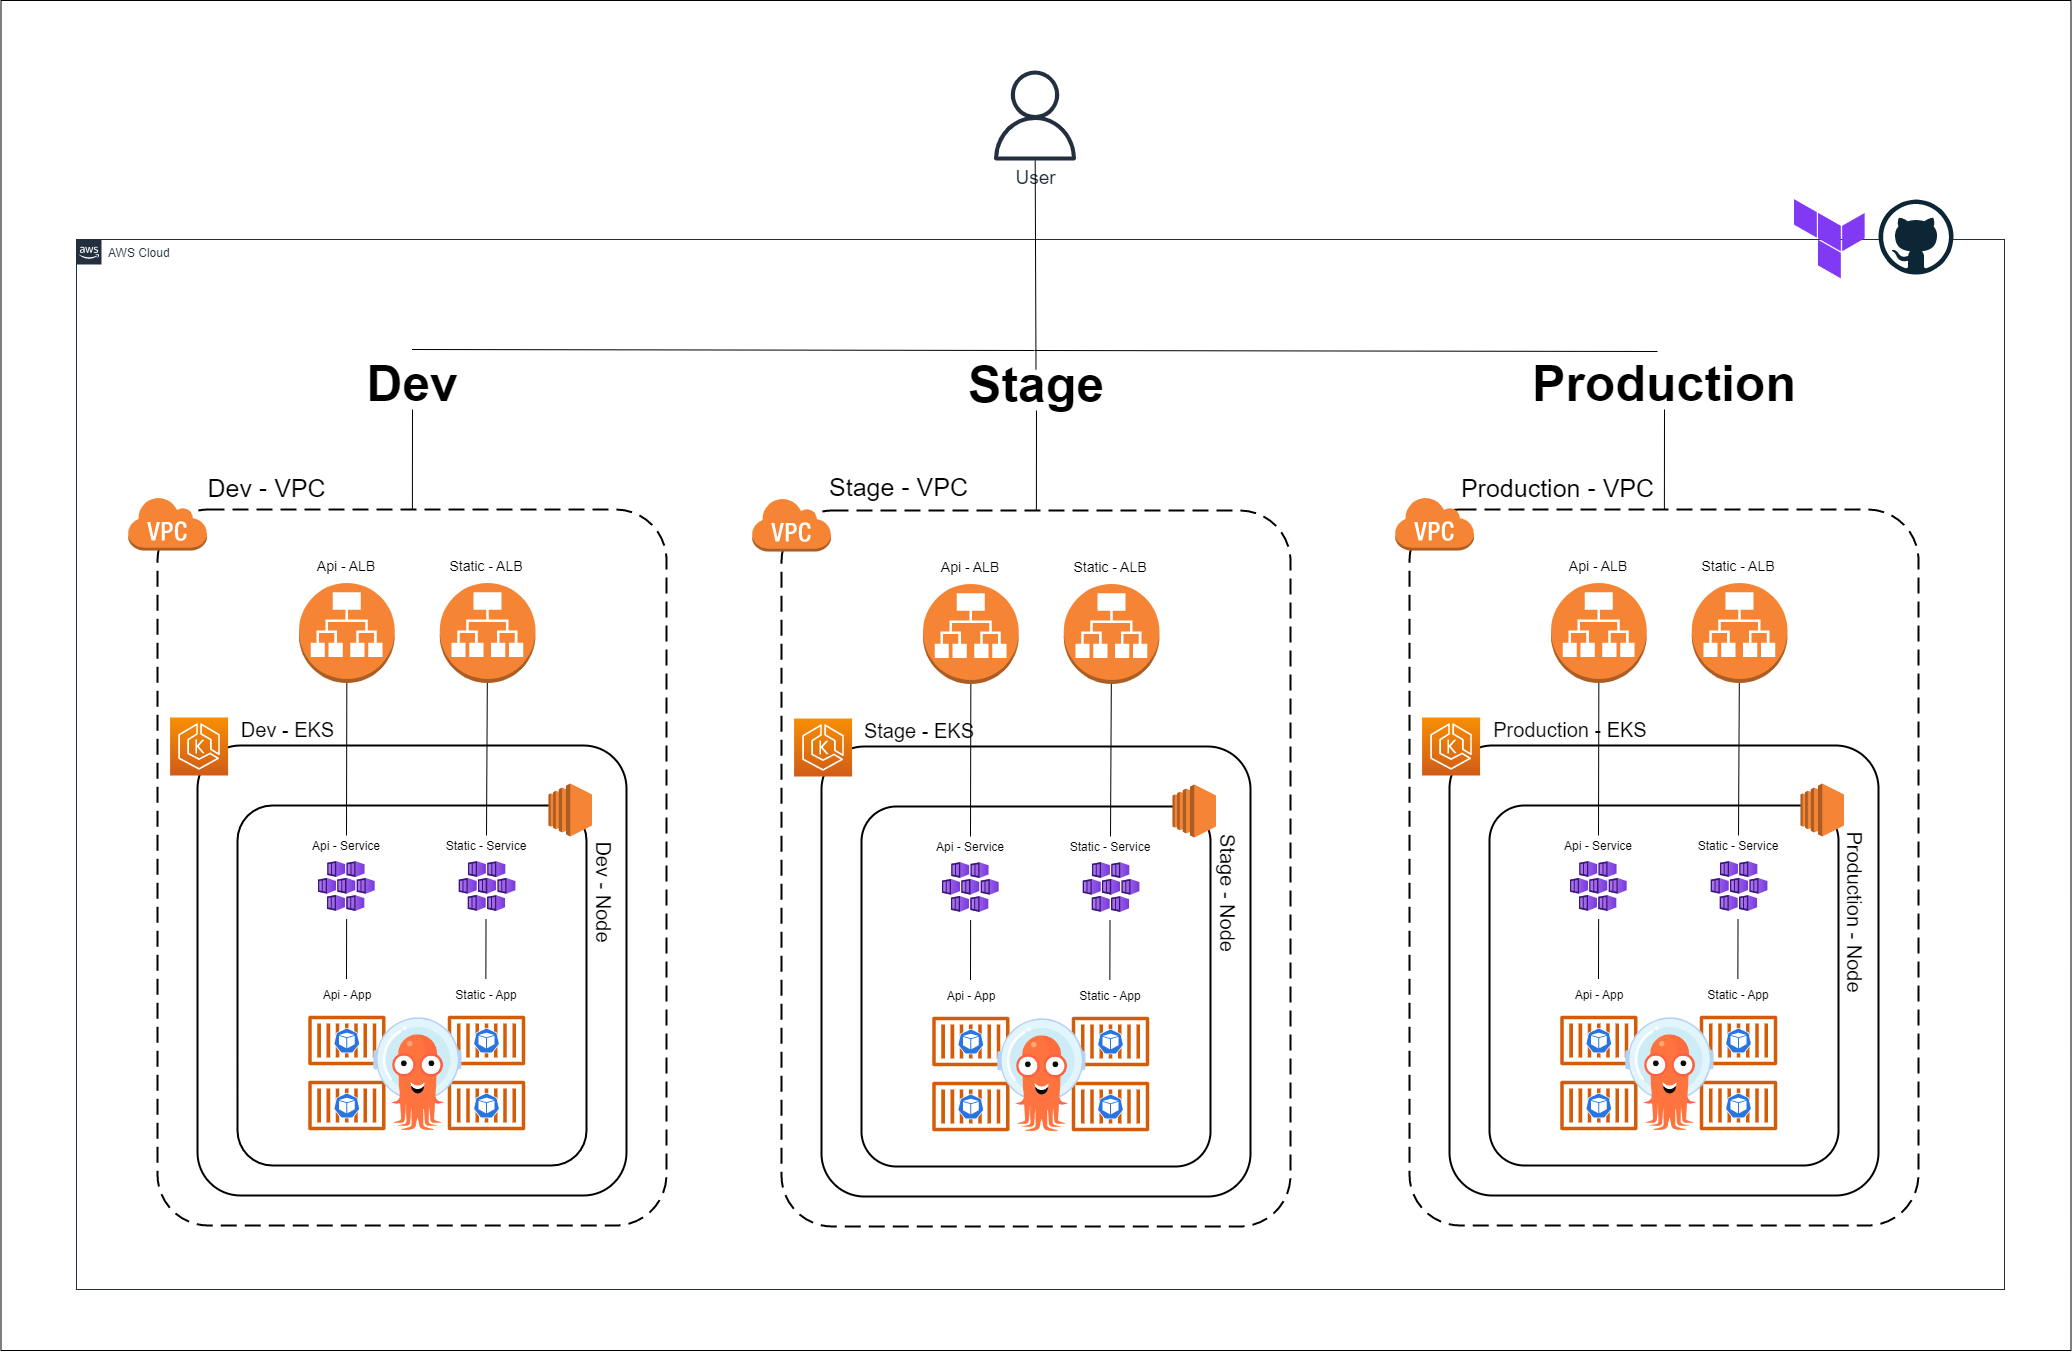 User
aws
AWS Cloud
Dev
Stage
Production
Dev - VPC
VPC
Api - ALB
Static - ALB
Dev - EKS
K
Api - Service
Static - Service
Dev - Node
Api - App
Static - App
Stage - VPC
VPC
Api - ALB
Static - ALB
Stage - EKS
K
Api - Service
Static - Service
Stage - Node
Api - App
Static - App
Production - VPC
VPC
Api - ALB
Static - ALB
Production - EKS
K
Api - Service
Static - Service
Production - Node
Api - App
Static - App